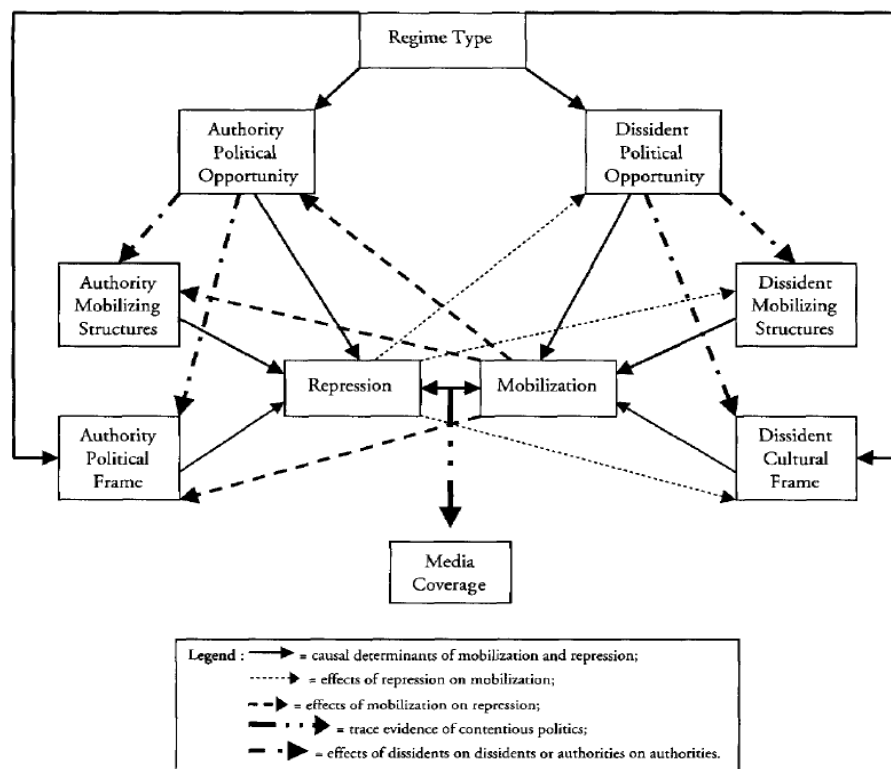 Regime Type
Authority
Political
Opportunity
Dissident
Political
Opportunity
Authority
Mobilizing
Structures
Dissident
Mobilizing
Structures
Repression
Mobilization
Authority
Political
Frame
Dissident
Cultural
Frame
Media
Coverage
Legend : = causal determinants of mobilization and repression;
= effects of repression on mobilization;
= effects of mobilization on repression;
= trace evidence of contentious politics;
= effects of dissidents on dissidents or authorities on authorities.